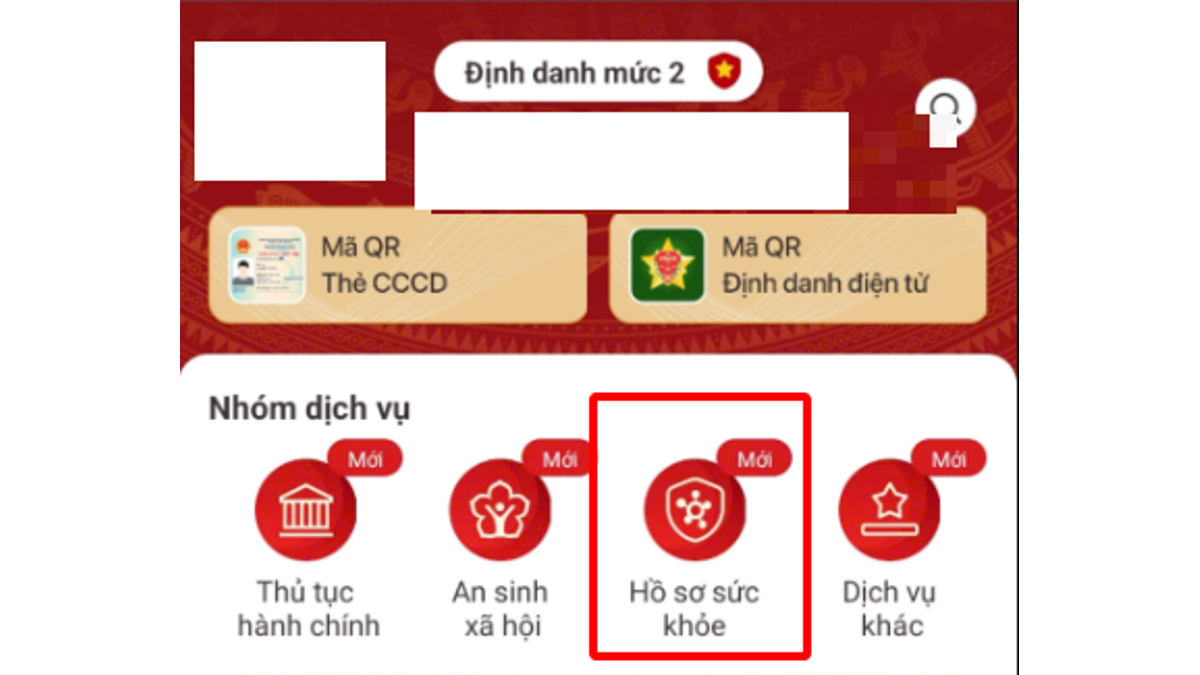 Định danh mức 2
Mã QR
Thẻ CCCD
Mã QR
Định danh điện tử
Nhóm dịch vụ
Mới
Mới
Mới
Mới
Thủ tục
hành chính
An sinh
xã hội
Hồ sơ sức
khỏe
Dịch vụ
khác